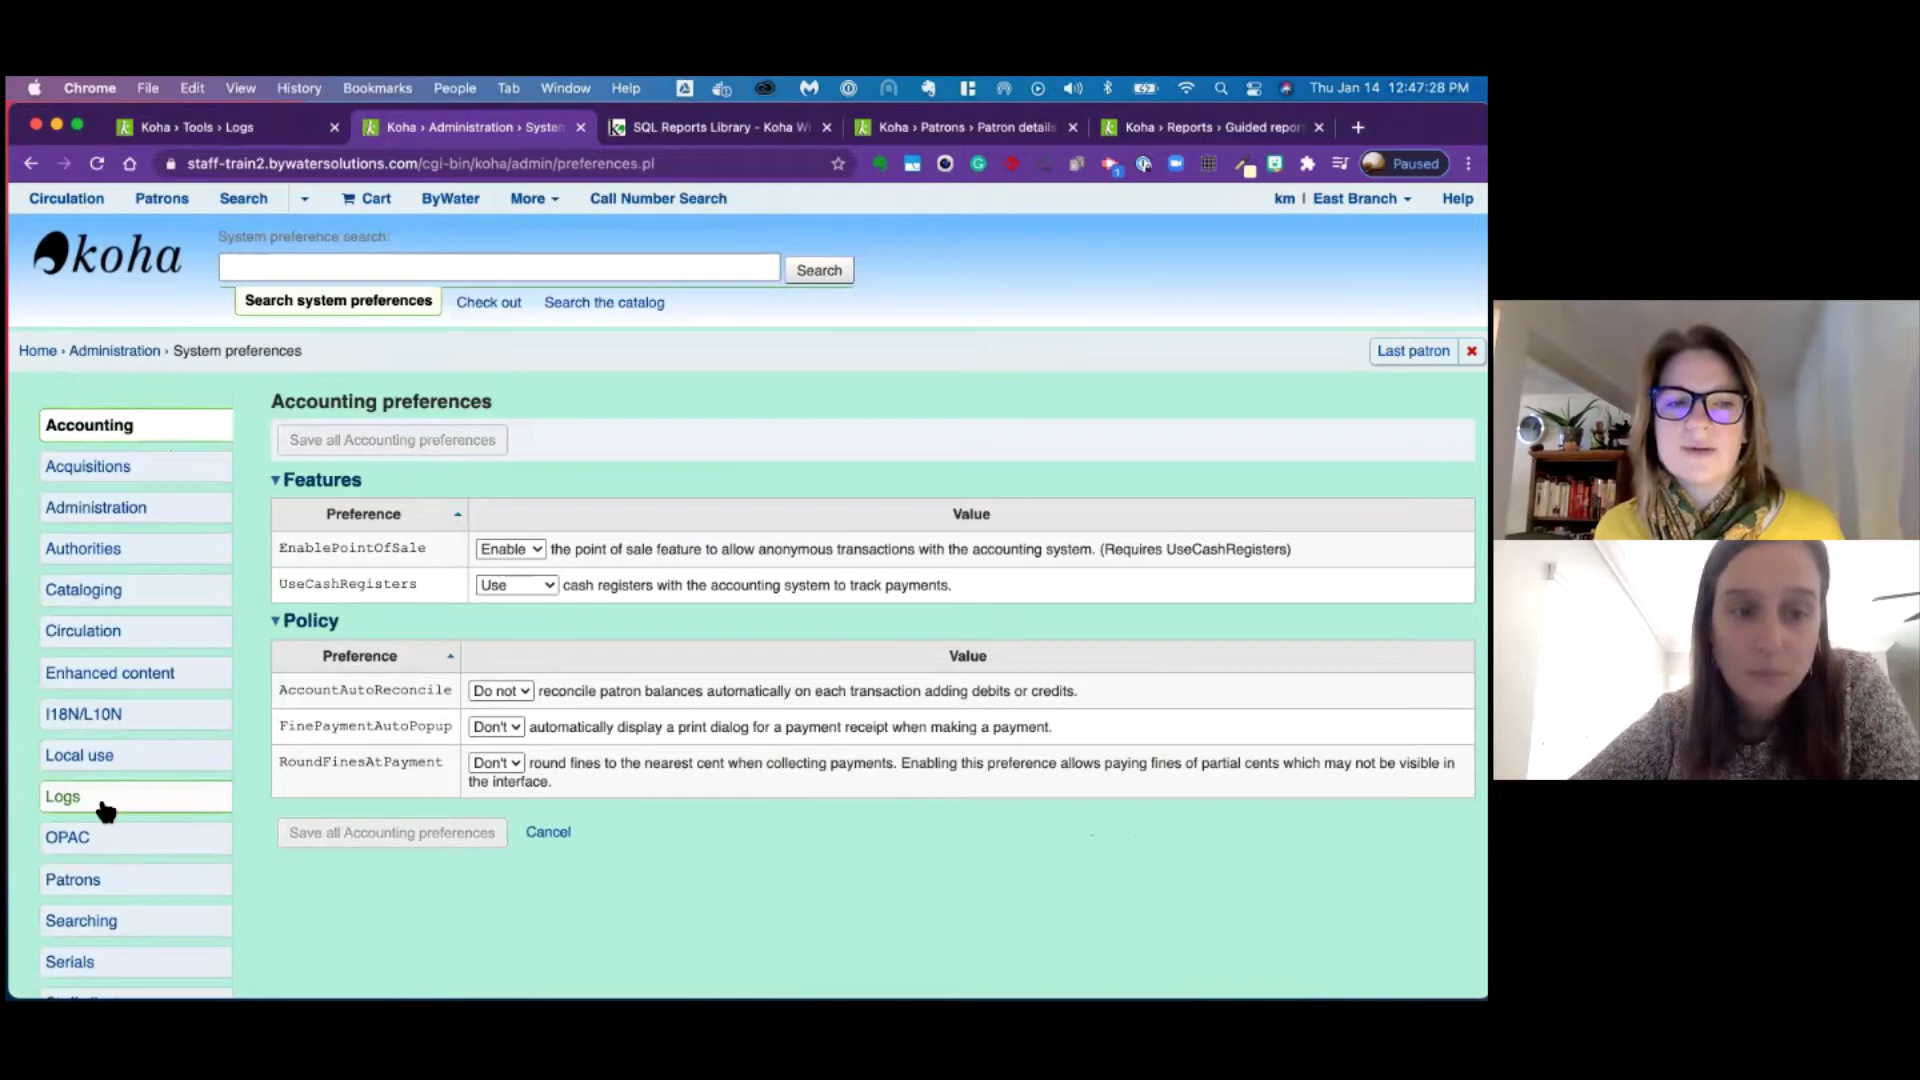 Chrome File Edit View History Bookmarks People Tab Window Help Thu Jan 14 12:47:28 PM
Koha › Tools › Logs Koha › Administration › System SQL Reports Library - Koha Wi Koha › Patrons › Patron details Koha › Reports › Guided repor
staff-train2.bywatersolutions.com/cgi-bin/koha/admin/preferences.pl Paused
Circulation Patrons Search Cart ByWater More Call Number Search km | East Branch Help
koha
System preference search:
Search
Search system preferences Check out Search the catalog
Home › Administration › System preferences Last patron
Accounting
Acquisitions
Administration
Authorities
Cataloging
Circulation
Enhanced content
I18N/L10N
Local use
Logs
OPAC
Patrons
Searching
Serials
Accounting preferences
Save all Accounting preferences
Features
Preference Value
EnablePointOfSale Enable the point of sale feature to allow anonymous transactions with the accounting system. (Requires UseCashRegisters)
UseCashRegisters Use cash registers with the accounting system to track payments.
Policy
Preference Value
AccountAutoReconcile Do not reconcile patron balances automatically on each transaction adding debits or credits.
FinePaymentAutoPopup Don't automatically display a print dialog for a payment receipt when making a payment.
RoundFinesAtPayment Don't round fines to the nearest cent when collecting payments. Enabling this preference allows paying fines of partial cents which may not be visible in
the interface.
Save all Accounting preferences Cancel